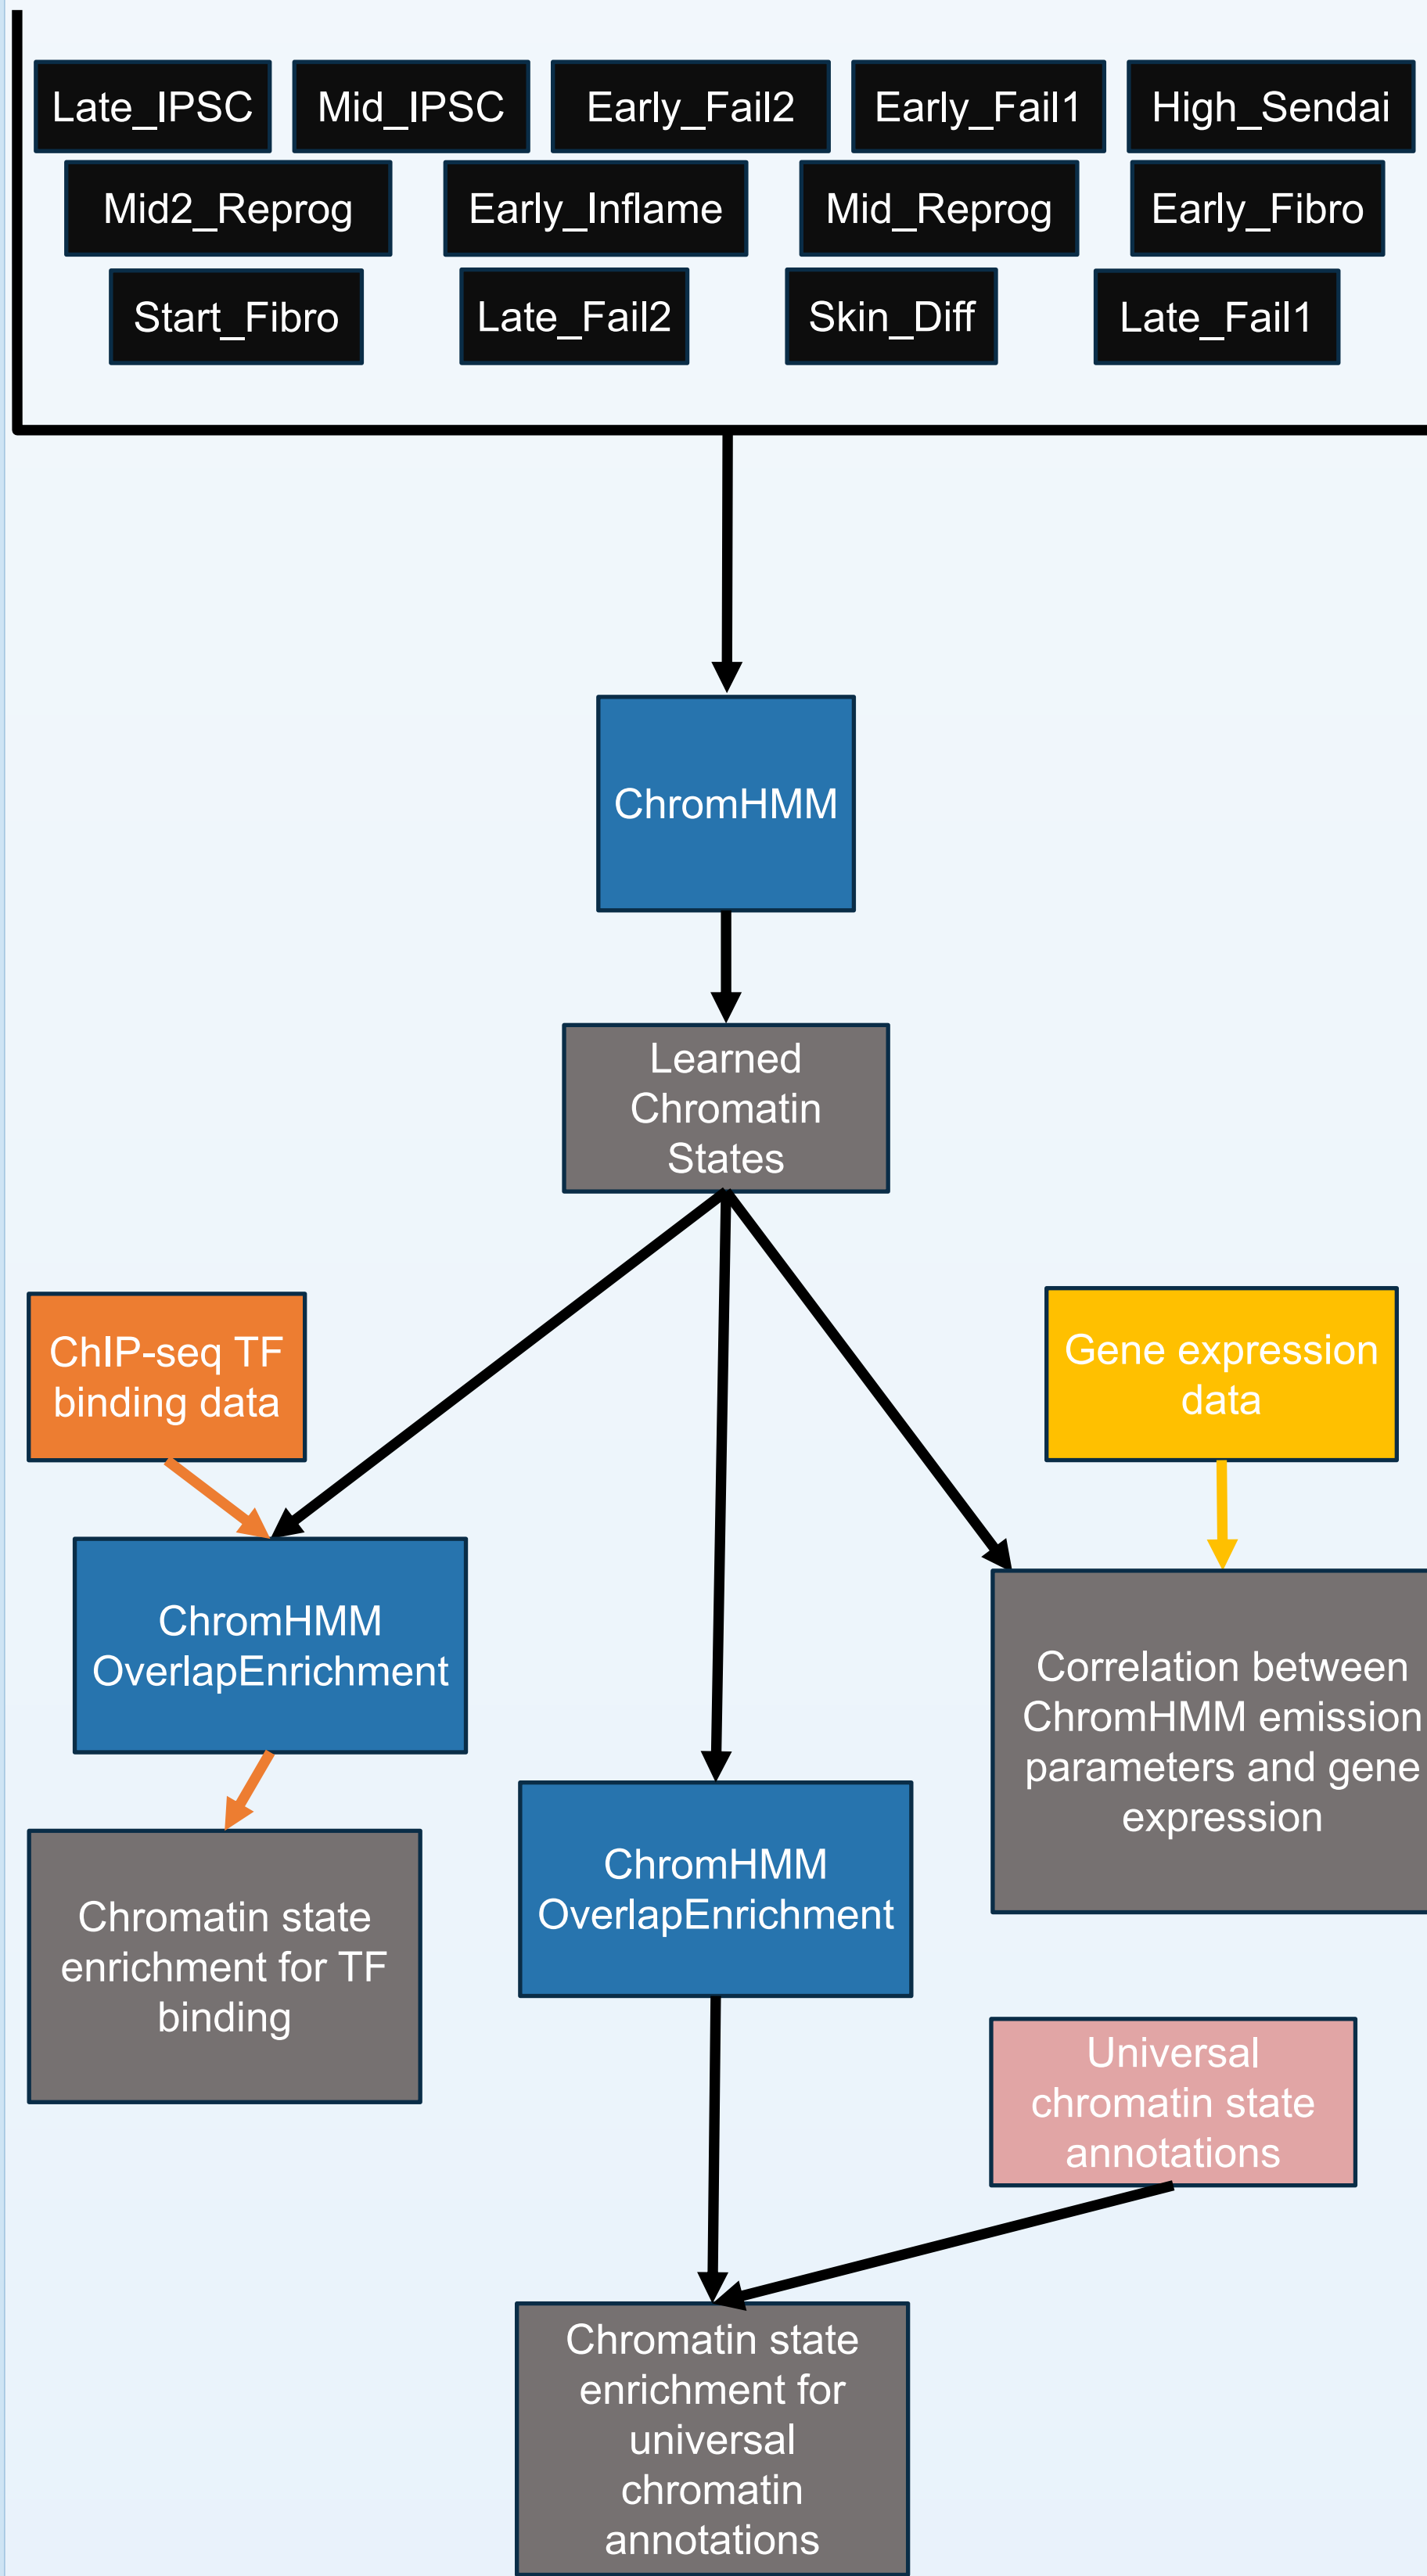 Late_IPSC
Mid_IPSC
Early_Fail2
Early_Fail1
High_Sendai
Mid2_Reprog
Early_Inflame
Mid_Reprog
Early_Fibro
Start_Fibro
Late_Fail2
Skin_Diff
Late_Fail1
ChromHMM
Learned
Chromatin
States
ChIP-seq TF
binding data
Gene expression
data
ChromHMM
OverlapEnrichment
Correlation between
ChromHMM emission
parameters and gene
expression
ChromHMM
OverlapEnrichment
Chromatin state
enrichment for TF
binding
Universal
chromatin state
annotations
Chromatin state
enrichment for
universal
chromatin
annotations